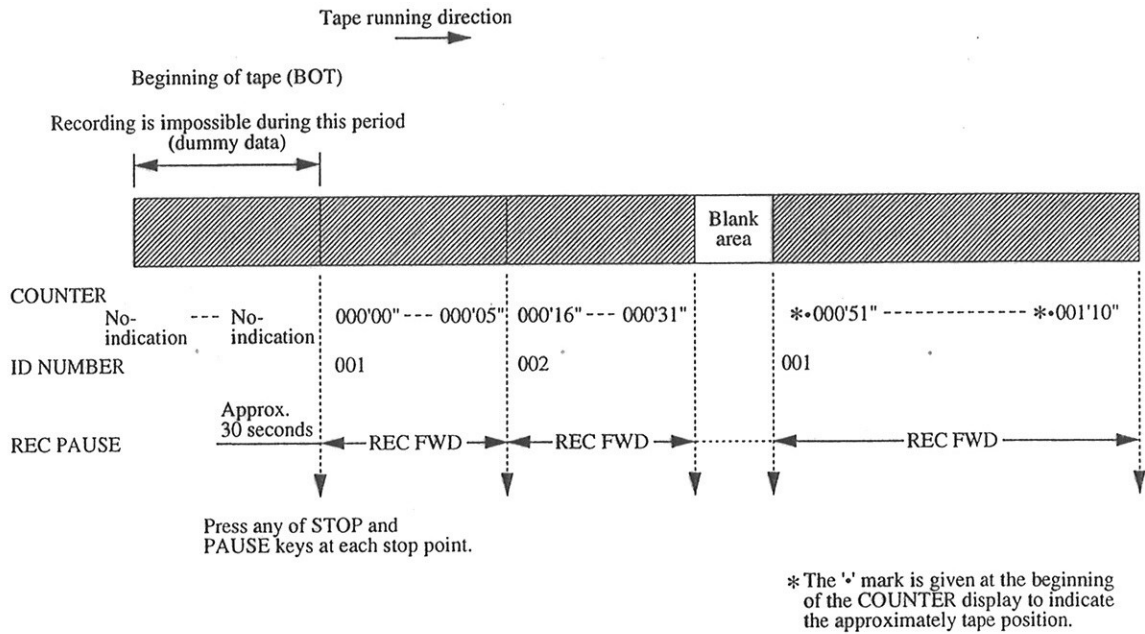 Tape running direction
Beginning of tape (BOT)
Recording is impossible during this period
(dummy data)
Blank
area
COUNTER
No-
indication --- No-
indication
000'00" --- 000'05" 000'16" --- 000'31" *•000'51" -------------- *•001'10"
ID NUMBER 001 002 001
Approx.
30 seconds
REC PAUSE REC FWD REC FWD REC FWD
Press any of STOP and
PAUSE keys at each stop point.
* The '•' mark is given at the beginning
of the COUNTER display to indicate
the approximately tape position.